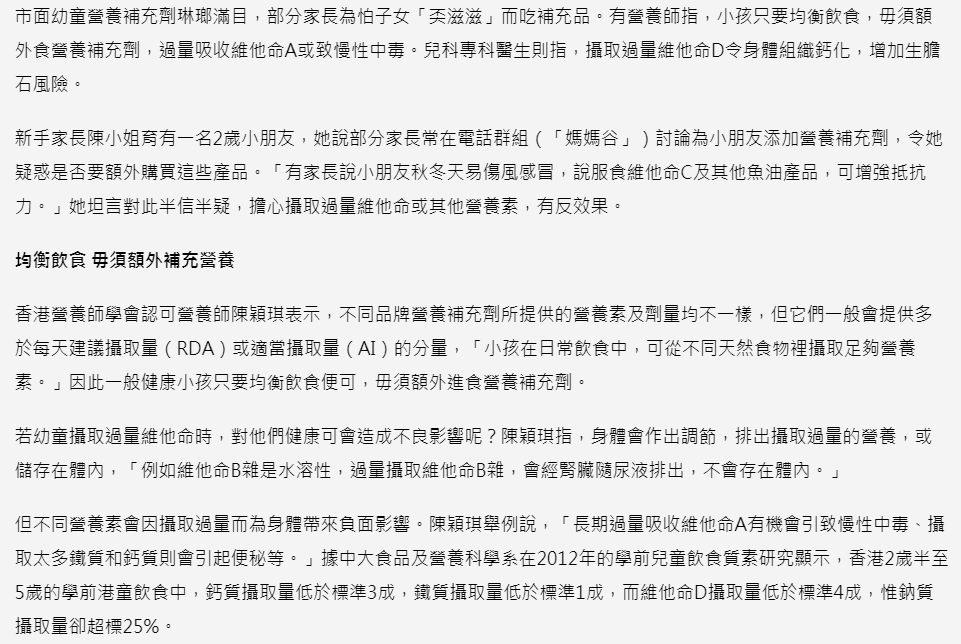 市面幼童營養補充劑琳瑯滿目，部分家長為怕子女「奀滋滋」而吃補充品。有營養師指，小孩只要均衡飲食，毋須額
外食營養補充劑，過量吸收維他命A或致慢性中毒。兒科專科醫生則指，攝取過量維他命D令身體組織鈣化，增加生膽
石風險。
新手家長陳小姐育有一名2歲小朋友，她說部分家長常在電話群組（「媽媽谷」）討論為小朋友添加營養補充劑，令她
疑惑是否要額外購買這些產品。「有家長說小朋友秋冬天易傷風感冒，說服食維他命C及其他魚油產品，可增強抵抗
力。」她坦言對此半信半疑，擔心攝取過量維他命或其他營養素，有反效果。
均衡飲食 毋須額外補充營養
香港營養師學會認可營養師陳穎琪表示，不同品牌營養補充劑所提供的營養素及劑量均不一樣，但它們一般會提供多
於每天建議攝取量（RDA）或適當攝取量（AI）的分量，「小孩在日常飲食中，可從不同天然食物裡攝取足夠營養
素。」因此一般健康小孩只要均衡飲食便可，毋須額外進食營養補充劑。
若幼童攝取過量維他命時，對他們健康可會造成不良影響呢？陳穎琪指，身體會作出調節，排出攝取過量的營養，或
儲存在體內，「例如維他命B雜是水溶性，過量攝取維他命B雜，會經腎臟隨尿液排出，不會存在體內。」
但不同營養素會因攝取過量而為身體帶來負面影響。陳穎琪舉例說，「長期過量吸收維他命A有機會引致慢性中毒、攝
取太多鐵質和鈣質則會引起便秘等。」據中大食品及營養科學系在2012年的學前兒童飲食質素研究顯示，香港2歲半至
5歲的學前港童飲食中，鈣質攝取量低於標準3成，鐵質攝取量低於標準1成，而維他命D攝取量低於標準4成，惟鈉質
攝取量卻超標25%。